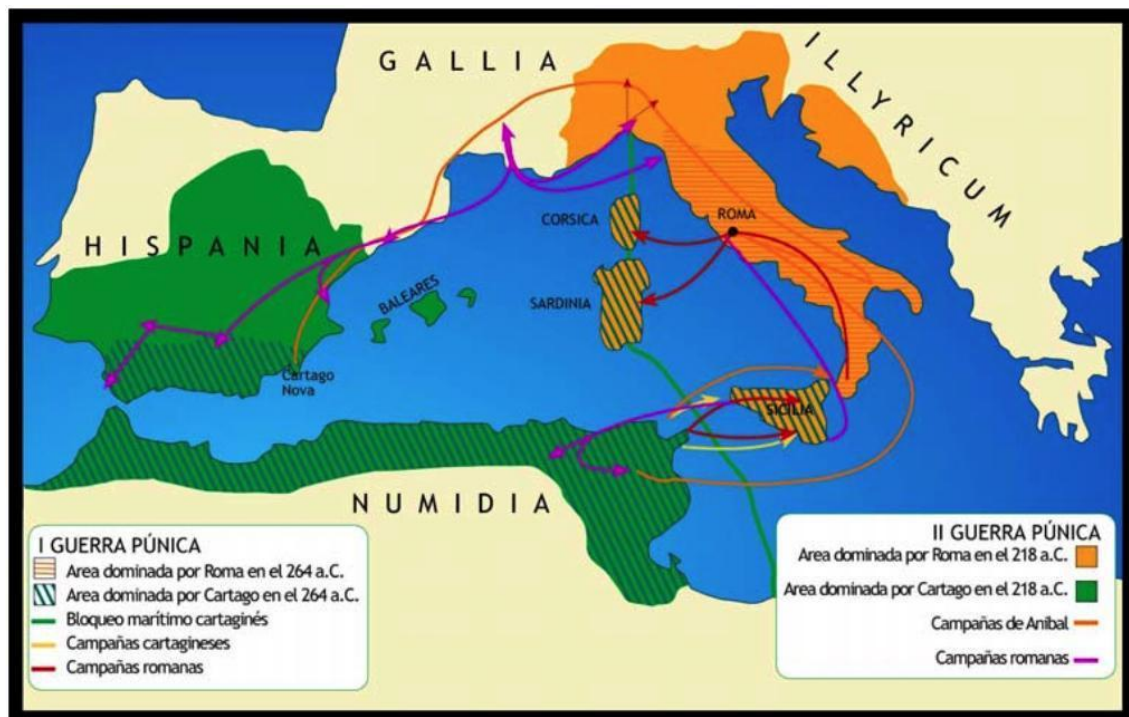 GALLIA
ILLYRICUM
HISPANIA
CORSICA
ROMA
BALEARES
SARDINIA
Cartago
Nova
SICILIA
NUMIDIA
I GUERRA PÚNICA
Area dominada por Roma en el 264 a.C.
Area dominada por Cartago en el 264 a.C.
Bloqueo marítimo cartaginés
Campañas cartagineses
Campañas romanas
II GUERRA PÚNICA
Area dominada por Roma en el 218 a.C.
Area dominada por Cartago en el 218 a.C.
Campañas de Anibal
Campañas romanas